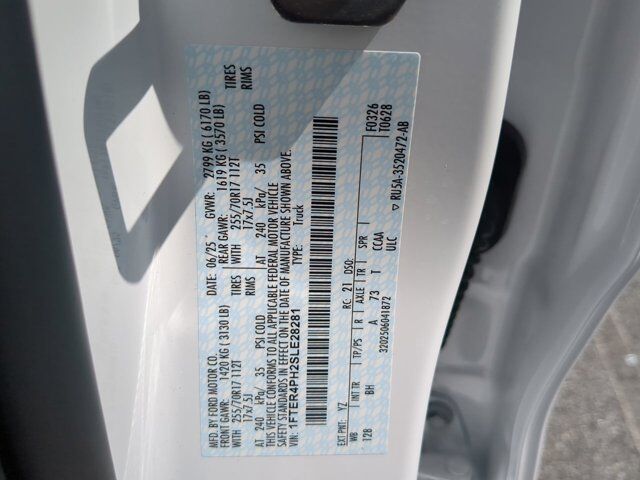 MFD. BY FORD MOTOR CO. DATE: 06/25 GVWR: 2799 KG ( 6170 LB)
FRONT GAWR: 1420 KG ( 3130 LB) REAR GAWR: 1619 KG ( 3570 LB)
WITH 255/70R17 112T TIRES WITH 255/70R17 112T TIRES
17x7.5J RIMS 17x7.5J RIMS
AT 240 kPa/ 35 PSI COLD AT 240 kPa/ 35 PSI COLD
THIS VEHICLE CONFORMS TO ALL APPLICABLE FEDERAL MOTOR VEHICLE
SAFETY STANDARDS IN EFFECT ON THE DATE OF MANUFACTURE SHOWN ABOVE.
VIN: 1FTER4PH2SLE28281 TYPE: Truck
F0326
T0628
EXT PNT: YZ RC: 21 DSO:
WB INT TR TP/PS R AXLE TR SPR
128 BH A 73 T CCAA
ULC
3202506041872
▽ RU5A-3520472-AB